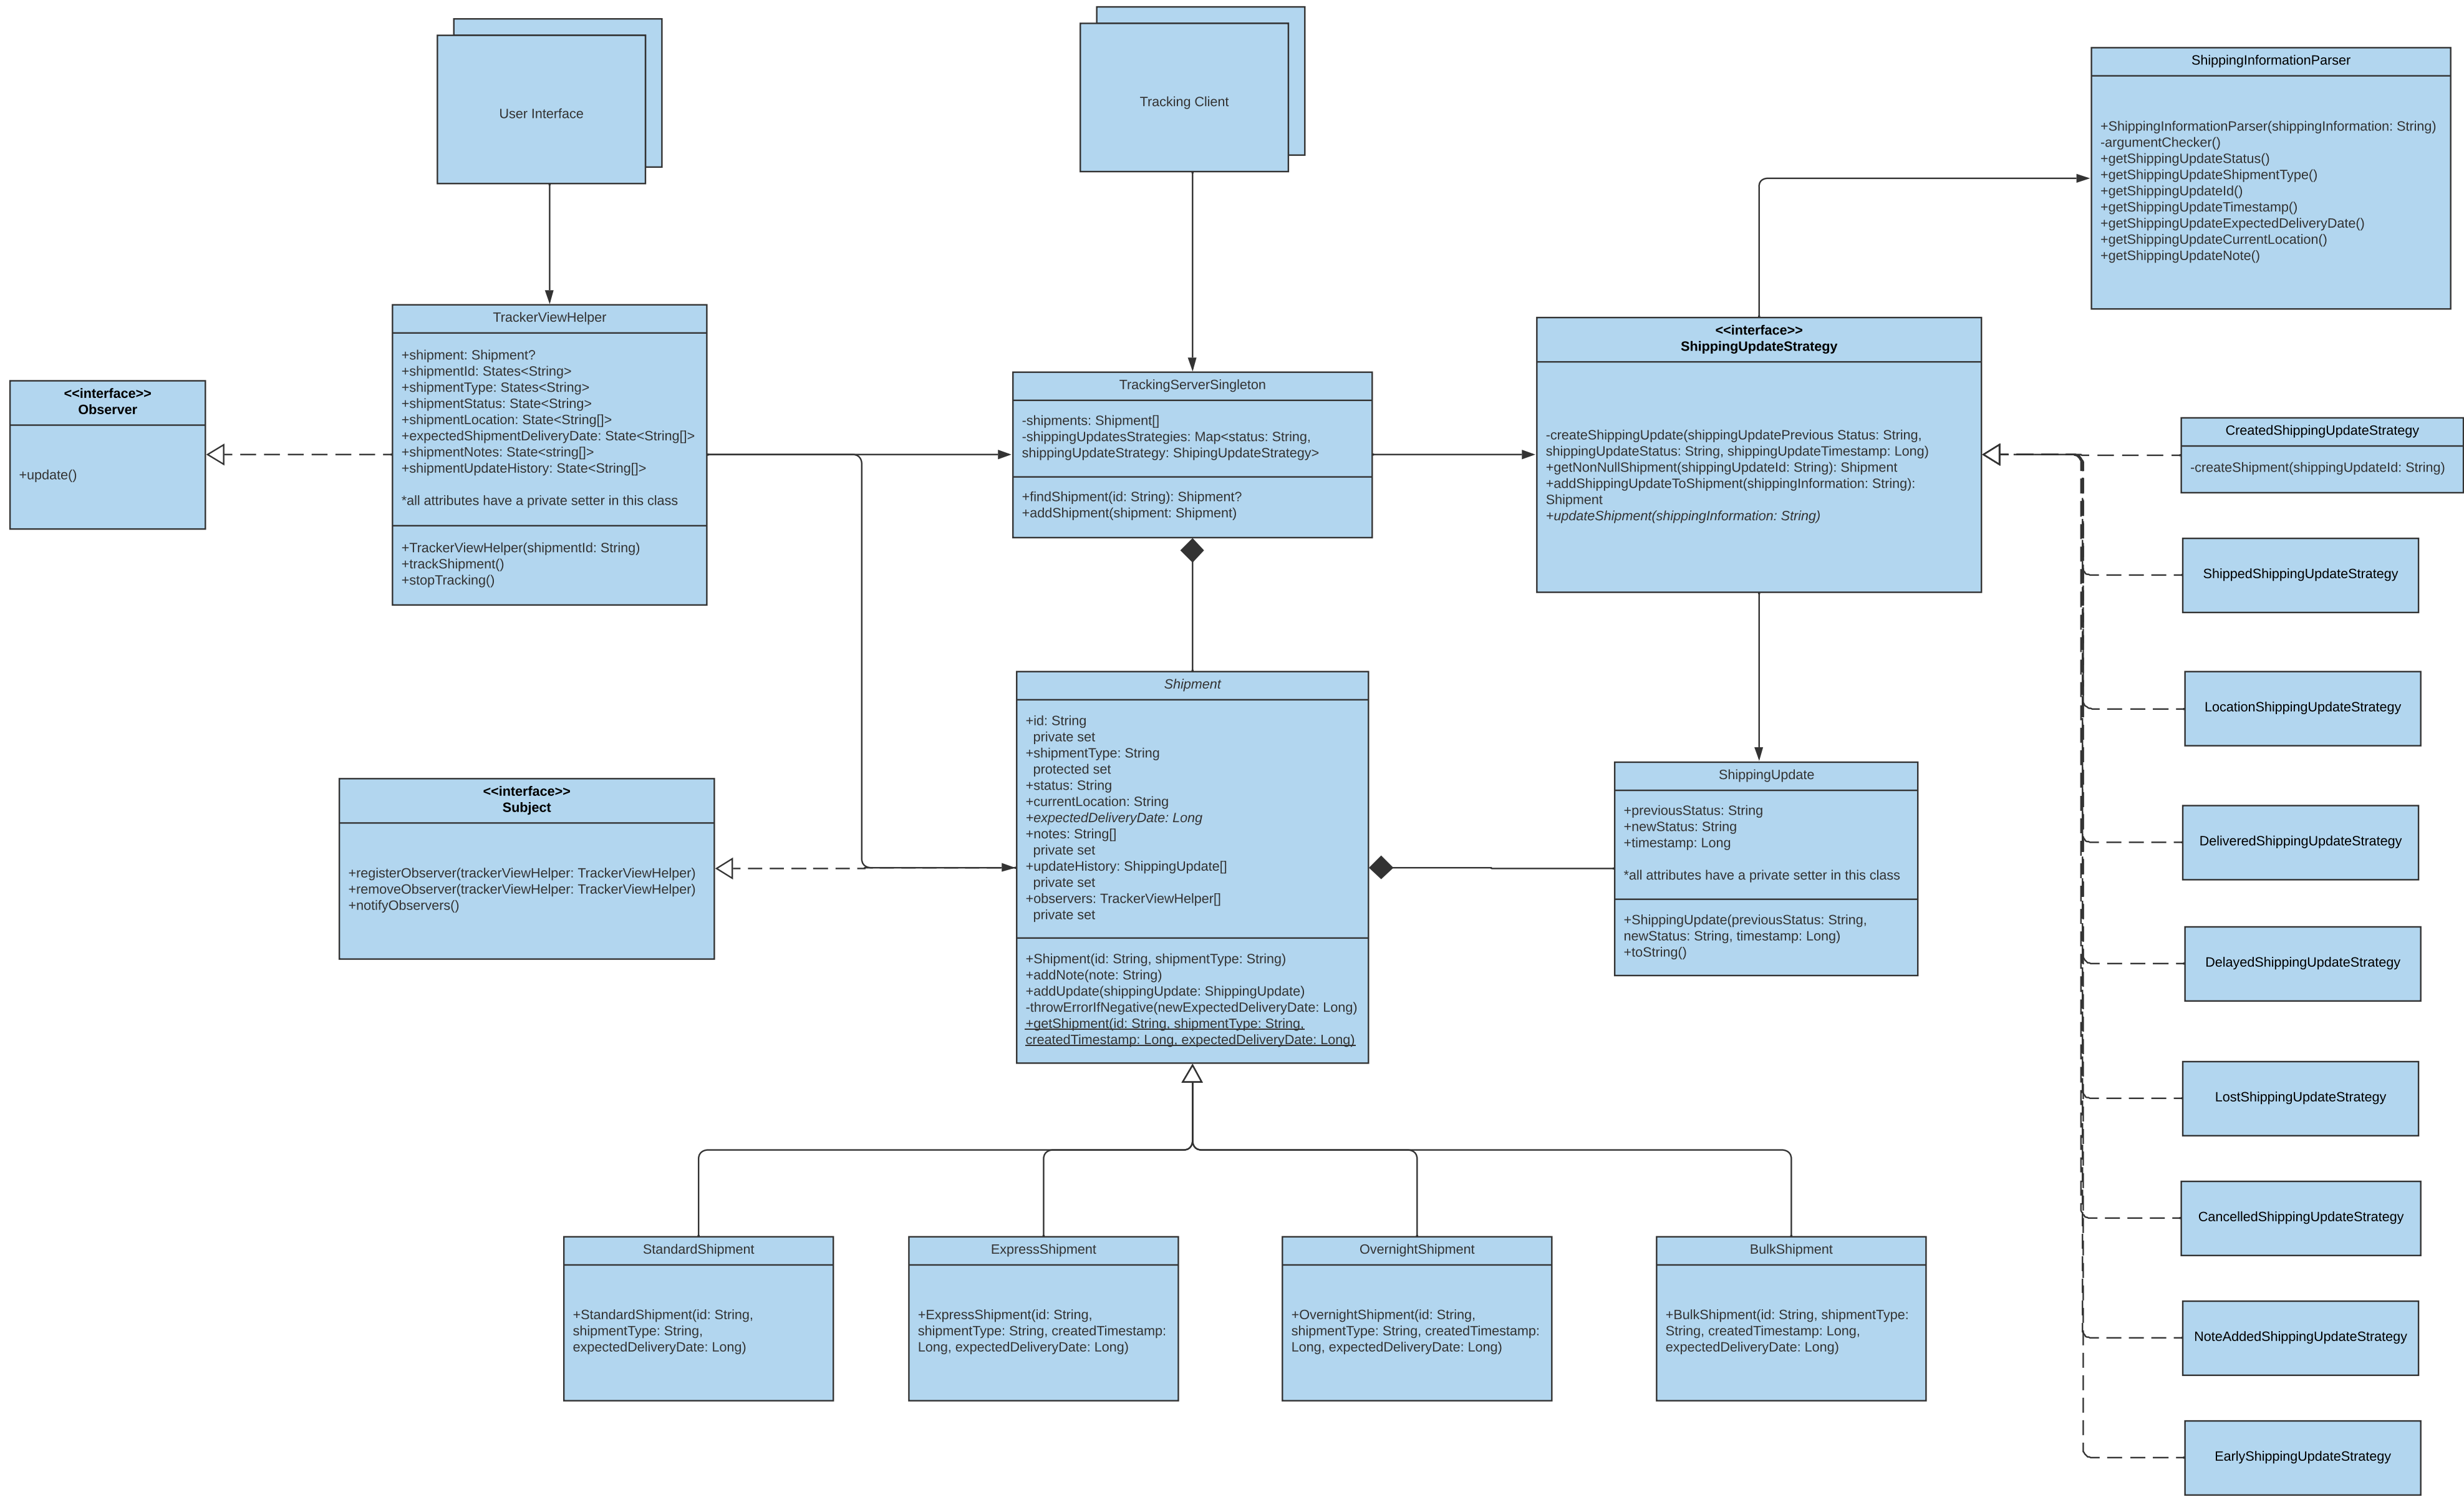 User Interface
Tracking Client
ShippingInformationParser
+ShippingInformationParser(shippingInformation: String)
-argumentChecker()
+getShippingUpdateStatus()
+getShippingUpdateShipmentType()
+getShippingUpdateId()
+getShippingUpdateTimestamp()
+getShippingUpdateExpectedDeliveryDate()
+getShippingUpdateCurrentLocation()
+getShippingUpdateNote()
<<interface>>
Observer
+update()
TrackerViewHelper
+shipment: Shipment?
+shipmentId: States<String>
+shipmentType: States<String>
+shipmentStatus: State<String>
+shipmentLocation: State<String[]>
+expectedShipmentDeliveryDate: State<String[]>
+shipmentNotes: State<string[]>
+shipmentUpdateHistory: State<String[]>
*all attributes have a private setter in this class
+TrackerViewHelper(shipmentId: String)
+trackShipment()
+stopTracking()
TrackingServerSingleton
-shipments: Shipment[]
-shippingUpdatesStrategies: Map<status: String,
shippingUpdateStrategy: ShipingUpdateStrategy>
+findShipment(id: String): Shipment?
+addShipment(shipment: Shipment)
<<interface>>
ShippingUpdateStrategy
-createShippingUpdate(shippingUpdatePrevious Status: String,
shippingUpdateStatus: String, shippingUpdateTimestamp: Long)
+getNonNullShipment(shippingUpdateId: String): Shipment
+addShippingUpdateToShipment(shippingInformation: String):
Shipment
+updateShipment(shippingInformation: String)
CreatedShippingUpdateStrategy
-createShipment(shippingUpdateId: String)
ShippedShippingUpdateStrategy
LocationShippingUpdateStrategy
DeliveredShippingUpdateStrategy
DelayedShippingUpdateStrategy
LostShippingUpdateStrategy
CancelledShippingUpdateStrategy
NoteAddedShippingUpdateStrategy
EarlyShippingUpdateStrategy
<<interface>>
Subject
+registerObserver(trackerViewHelper: TrackerViewHelper)
+removeObserver(trackerViewHelper: TrackerViewHelper)
+notifyObservers()
Shipment
+id: String
private set
+shipmentType: String
protected set
+status: String
+currentLocation: String
+expectedDeliveryDate: Long
+notes: String[]
private set
+updateHistory: ShippingUpdate[]
private set
+observers: TrackerViewHelper[]
private set
+Shipment(id: String, shipmentType: String)
+addNote(note: String)
+addUpdate(shippingUpdate: ShippingUpdate)
-throwErrorIfNegative(newExpectedDeliveryDate: Long)
+getShipment(id: String, shipmentType: String,
createdTimestamp: Long, expectedDeliveryDate: Long)
ShippingUpdate
+previousStatus: String
+newStatus: String
+timestamp: Long
*all attributes have a private setter in this class
+ShippingUpdate(previousStatus: String,
newStatus: String, timestamp: Long)
+toString()
StandardShipment
+StandardShipment(id: String,
shipmentType: String,
expectedDeliveryDate: Long)
ExpressShipment
+ExpressShipment(id: String,
shipmentType: String, createdTimestamp:
Long, expectedDeliveryDate: Long)
OvernightShipment
+OvernightShipment(id: String,
shipmentType: String, createdTimestamp:
Long, expectedDeliveryDate: Long)
BulkShipment
+BulkShipment(id: String, shipmentType:
String, createdTimestamp: Long,
expectedDeliveryDate: Long)